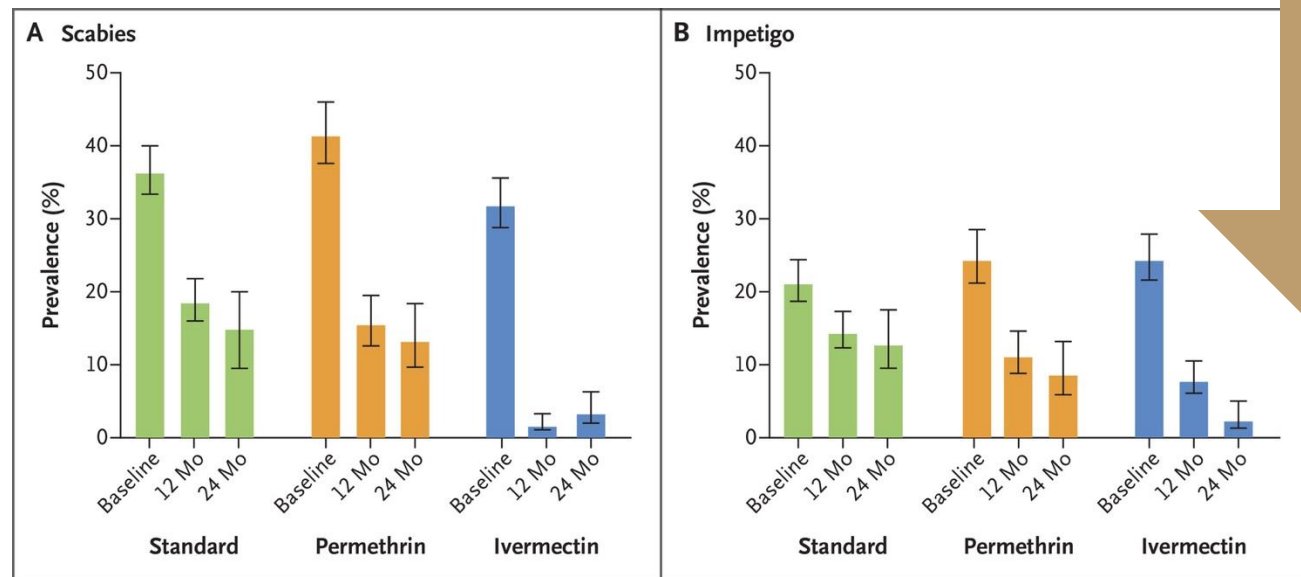 A Scabies
50
40
30
20
10
0
Prevalence (%)
Baseline 12 Mo 24 Mo Baseline 12 Mo 24 Mo Baseline 12 Mo 24 Mo
Standard Permethrin Ivermectin
B Impetigo
50
40
30
20
10
0
Prevalence (%)
Baseline 12 Mo 24 Mo Baseline 12 Mo 24 Mo Baseline 12 Mo 24 Mo
Standard Permethrin Ivermectin